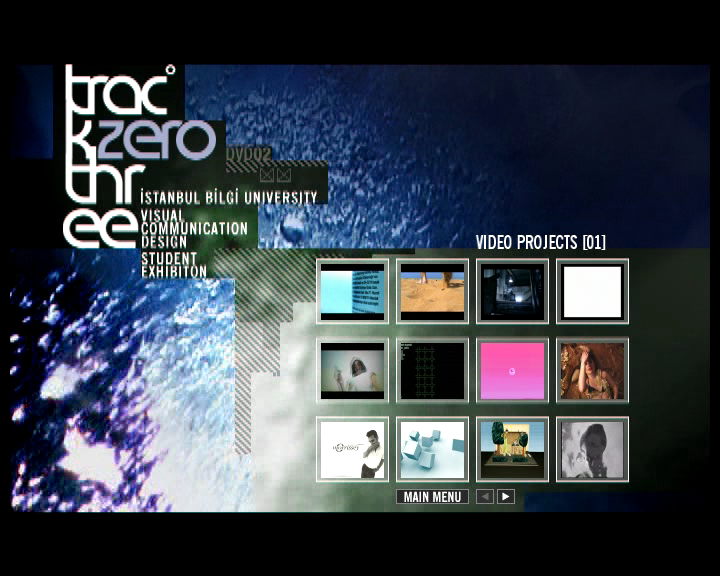 trac
kzero
thr
ee
DVD02
İSTANBUL BİLGİ UNIVERSITY
VISUAL
COMMUNICATION
DESIGN
STUDENT
EXHIBITON
VIDEO PROJECTS [01]
MAIN MENU